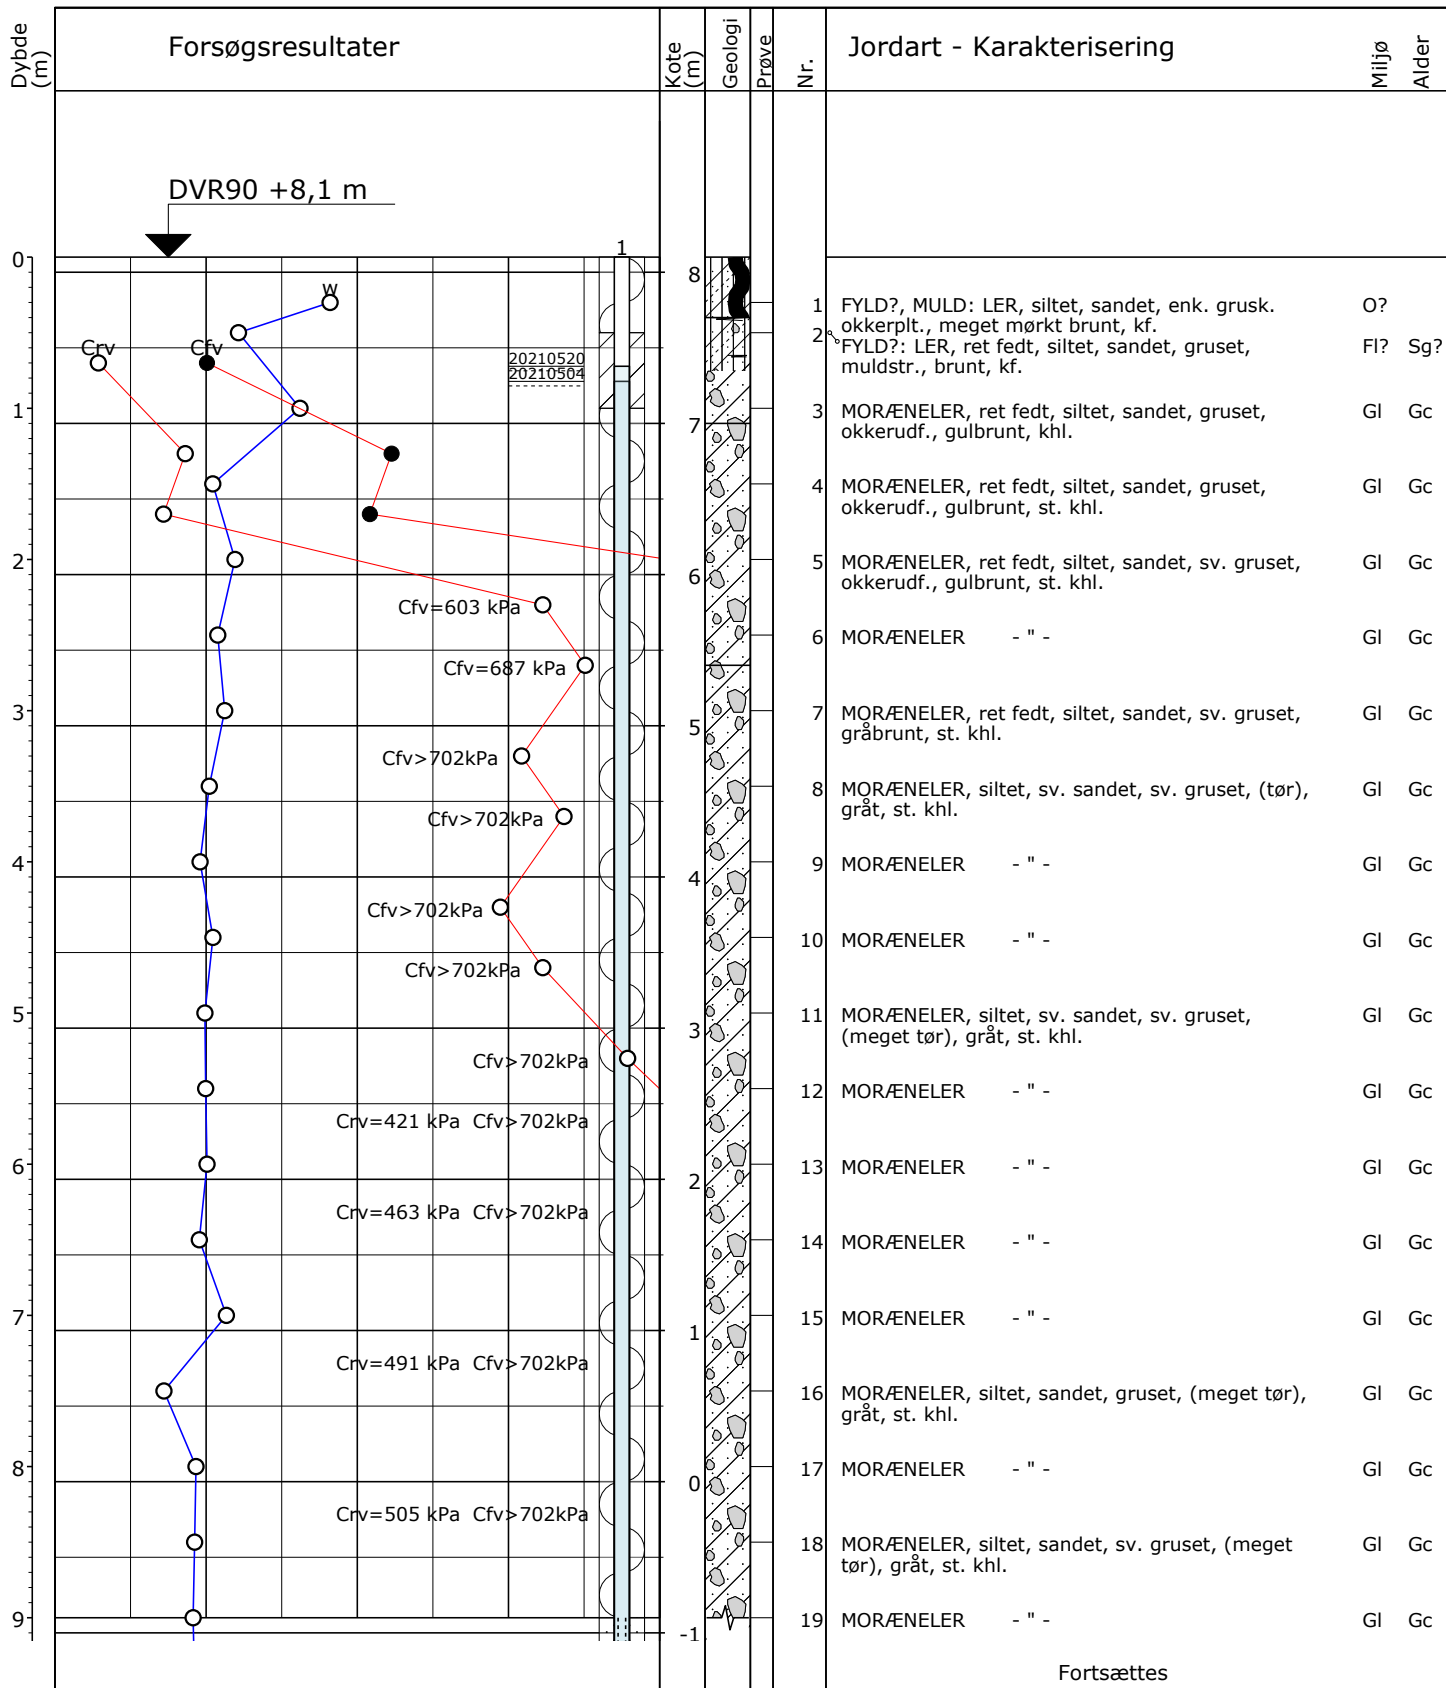 Dybde
(m)
Forsøgsresultater
Kote
(m)
Geologi
Prøve
Nr.
Jordart - Karakterisering
Miljø
Alder
DVR90 +8,1 m
1
0
8
w
1 FYLD?, MULD: LER, siltet, sandet, enk. grusk. O?
okkerplt., meget mørkt brunt, kf.
2
Crv
Cfv
FYLD?: LER, ret fedt, siltet, sandet, gruset, Fl? Sg?
muldstr., brunt, kf.
20210520
20210504
1
7
3 MORÆNELER, ret fedt, siltet, sandet, gruset, Gl Gc
okkerudf., gulbrunt, khl.
4 MORÆNELER, ret fedt, siltet, sandet, gruset, Gl Gc
okkerudf., gulbrunt, st. khl.
2
6
5 MORÆNELER, ret fedt, siltet, sandet, sv. gruset, Gl Gc
okkerudf., gulbrunt, st. khl.
Cfv=603 kPa
6 MORÆNELER - " - Gl Gc
Cfv=687 kPa
3
5
7 MORÆNELER, ret fedt, siltet, sandet, sv. gruset, Gl Gc
gråbrunt, st. khl.
Cfv>702kPa
8 MORÆNELER, siltet, sv. sandet, sv. gruset, (tør), Gl Gc
gråt, st. khl.
Cfv>702kPa
4
4
9 MORÆNELER - " - Gl Gc
Cfv>702kPa
10 MORÆNELER - " - Gl Gc
Cfv>702kPa
5
3
11 MORÆNELER, siltet, sv. sandet, sv. gruset, Gl Gc
(meget tør), gråt, st. khl.
Cfv>702kPa
12 MORÆNELER - " - Gl Gc
Crv=421 kPa Cfv>702kPa
6
2
13 MORÆNELER - " - Gl Gc
Crv=463 kPa Cfv>702kPa
14 MORÆNELER - " - Gl Gc
7
1
15 MORÆNELER - " - Gl Gc
Crv=491 kPa Cfv>702kPa
16 MORÆNELER, siltet, sandet, gruset, (meget tør), Gl Gc
gråt, st. khl.
8
0
17 MORÆNELER - " - Gl Gc
Crv=505 kPa Cfv>702kPa
18 MORÆNELER, siltet, sandet, sv. gruset, (meget Gl Gc
tør), gråt, st. khl.
9
-1
19 MORÆNELER - " - Gl Gc
Fortsættes